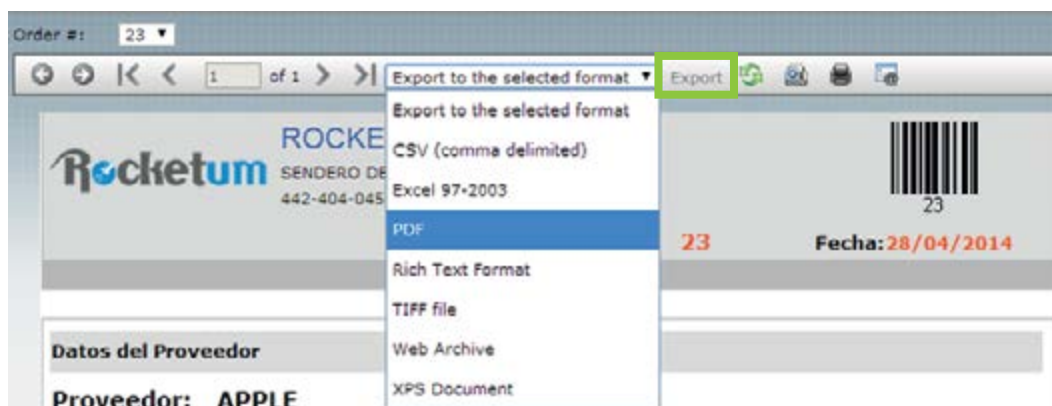 Order #: 23
1 of 1 Export to the selected format Export
Export to the selected format
CSV (comma delimited)
Excel 97-2003
PDF
Rich Text Format
TIFF file
Web Archive
XPS Document
Rocketum
ROCKE
SENDERO DE
442-404-045
23
23 Fecha: 28/04/2014
Datos del Proveedor
Proveedor: APPLE